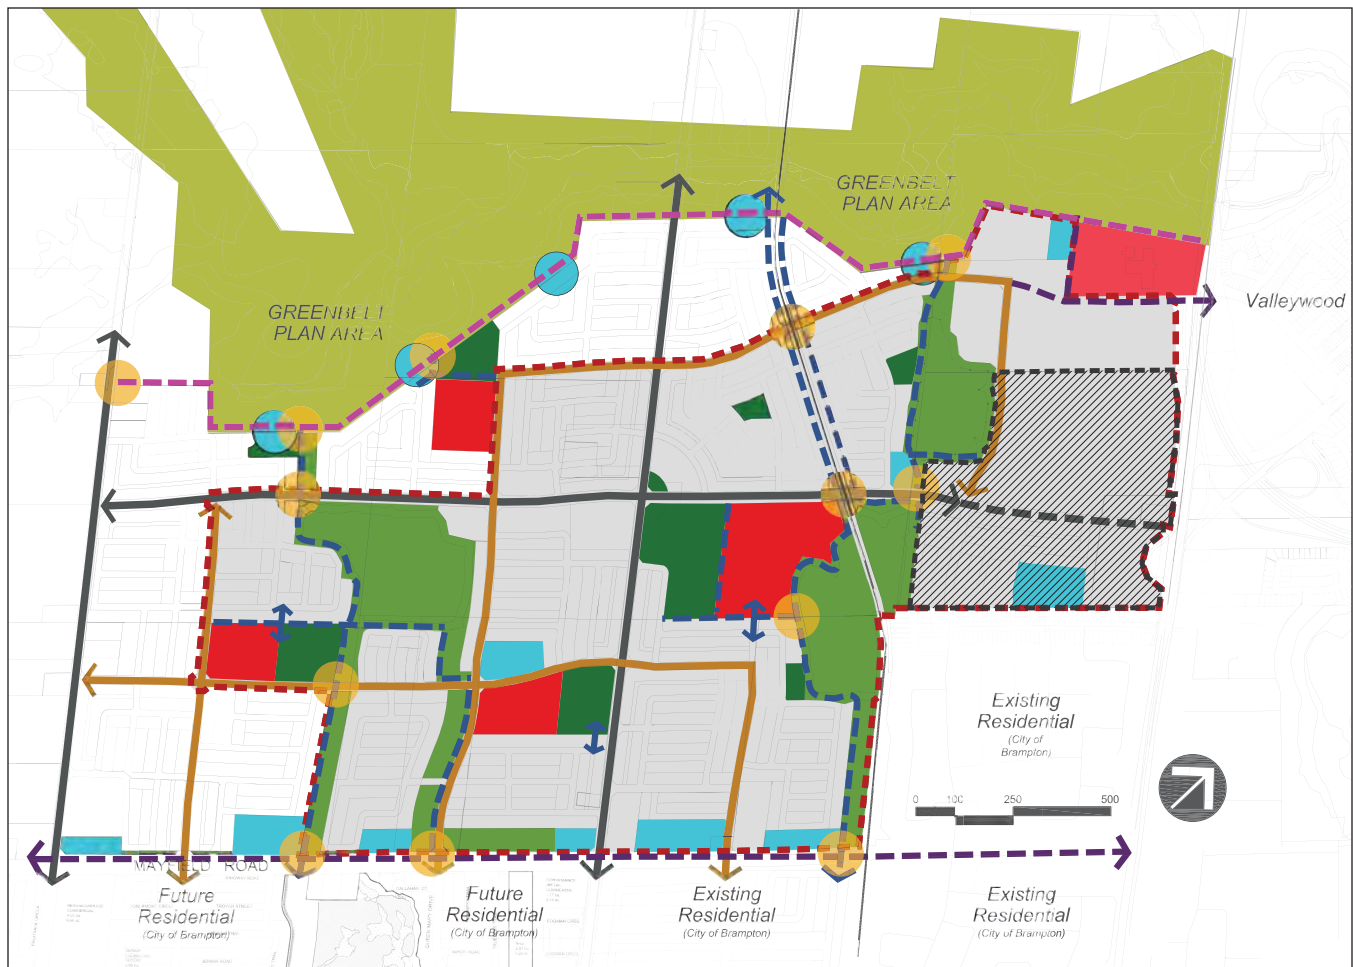 GREENBELT
PLAN AREA
GREENBELT
PLAN AREA
Valleywood
Existing
Residential
(City of
Brampton)
0 100 250 500
MAYFIELD ROAD
Future
Residential
(City of Brampton)
Future
Residential
(City of Brampton)
Existing
Residential
(City of Brampton)
Existing
Residential
(City of Brampton)